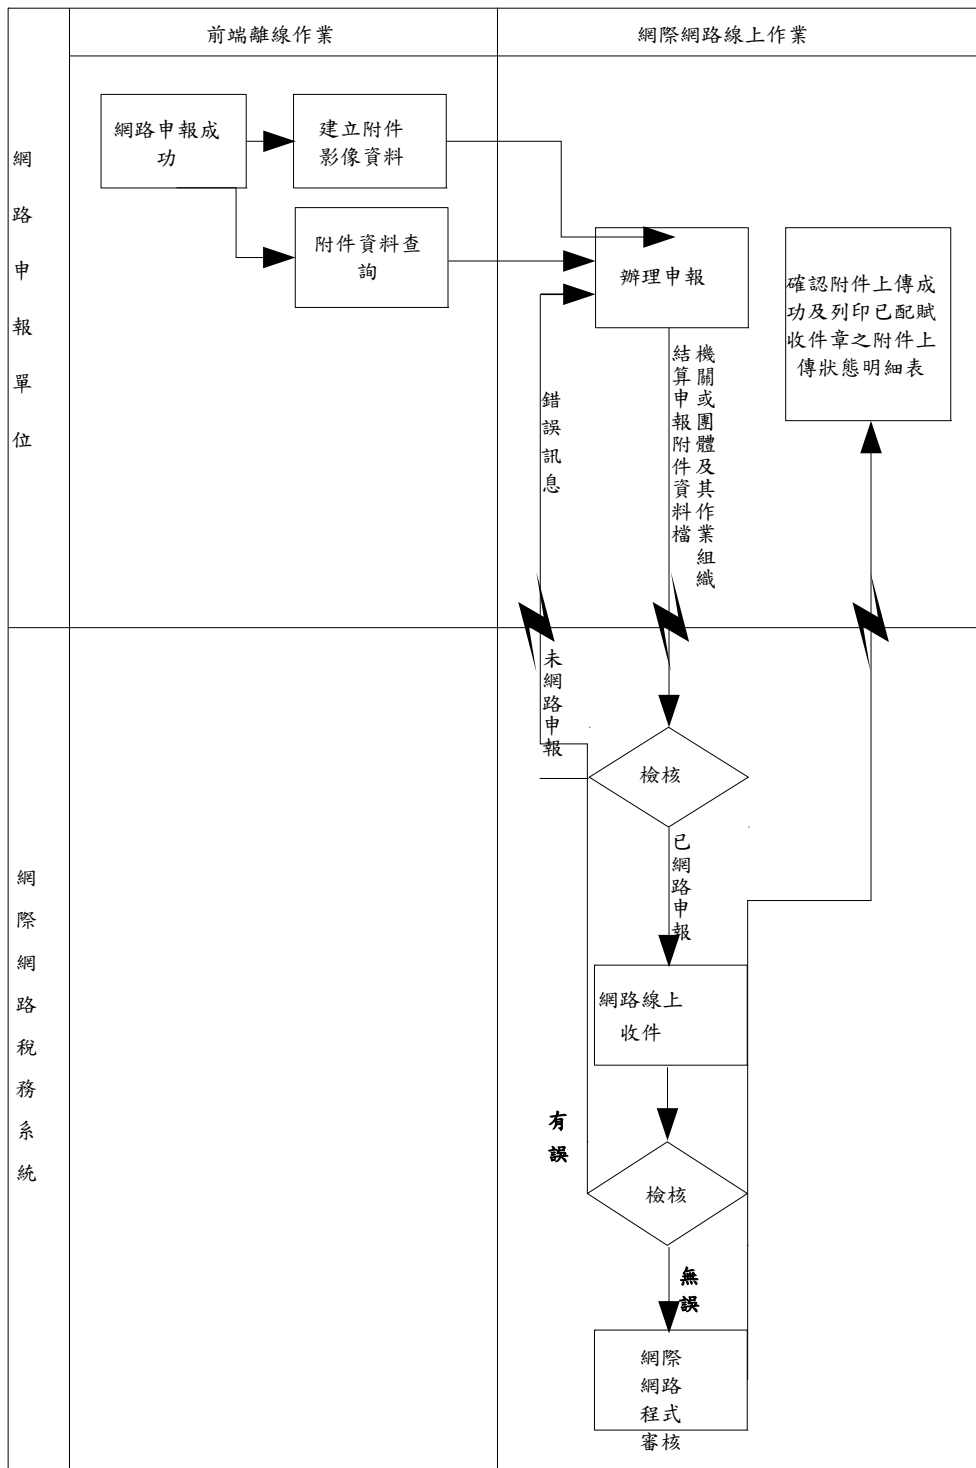 前端離線作業
網際網路線上作業
網路申報單位
網路申報成
功
建立附件
影像資料
附件資料查
詢
辦理申報
確認附件上傳成
功及列印已配賦
收件章之附件上
傳狀態明細表
錯誤訊息
機關或團體及其作業組織
結算申報附件資料檔
網際網路稅務系統
未網路申報
檢核
已網路申報
網路線上
收件
有誤
檢核
無誤
網際
網路
程式
審核